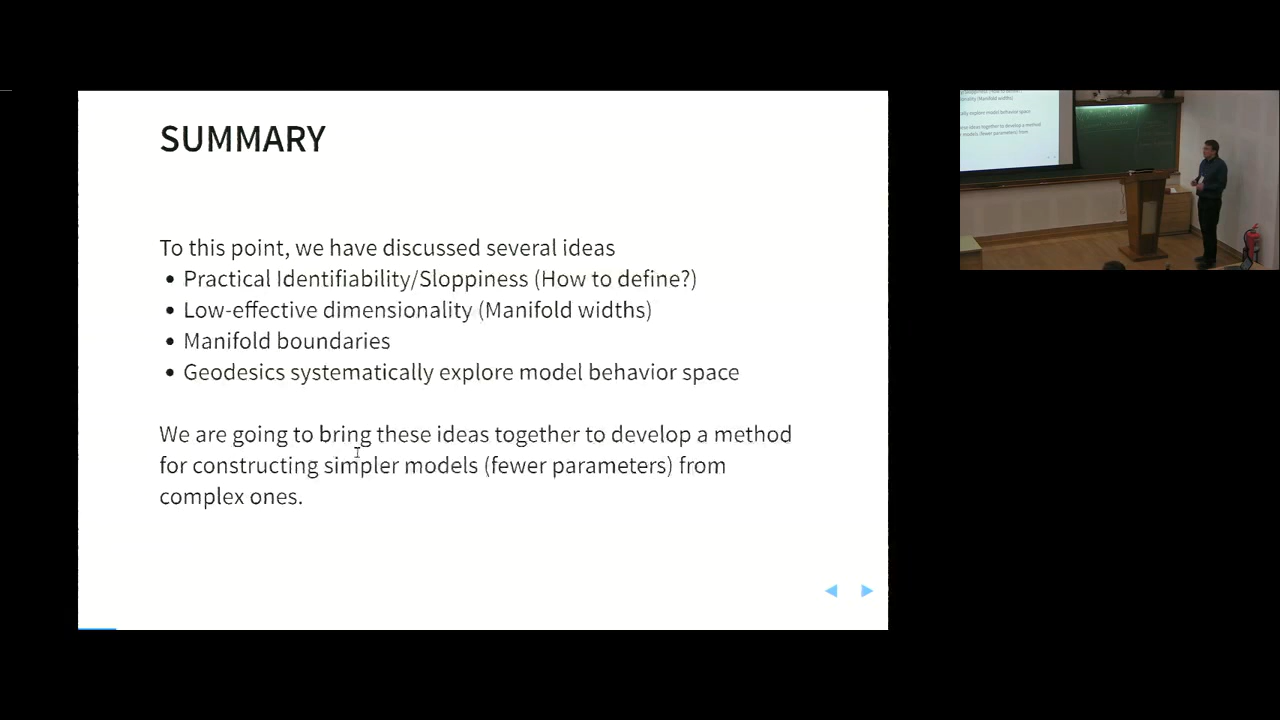 SUMMARY
To this point, we have discussed several ideas
• Practical Identifiability/Sloppiness (How to define?)
• Low-effective dimensionality (Manifold widths)
• Manifold boundaries
• Geodesics systematically explore model behavior space
We are going to bring these ideas together to develop a method
for constructing simpler models (fewer parameters) from
complex ones.